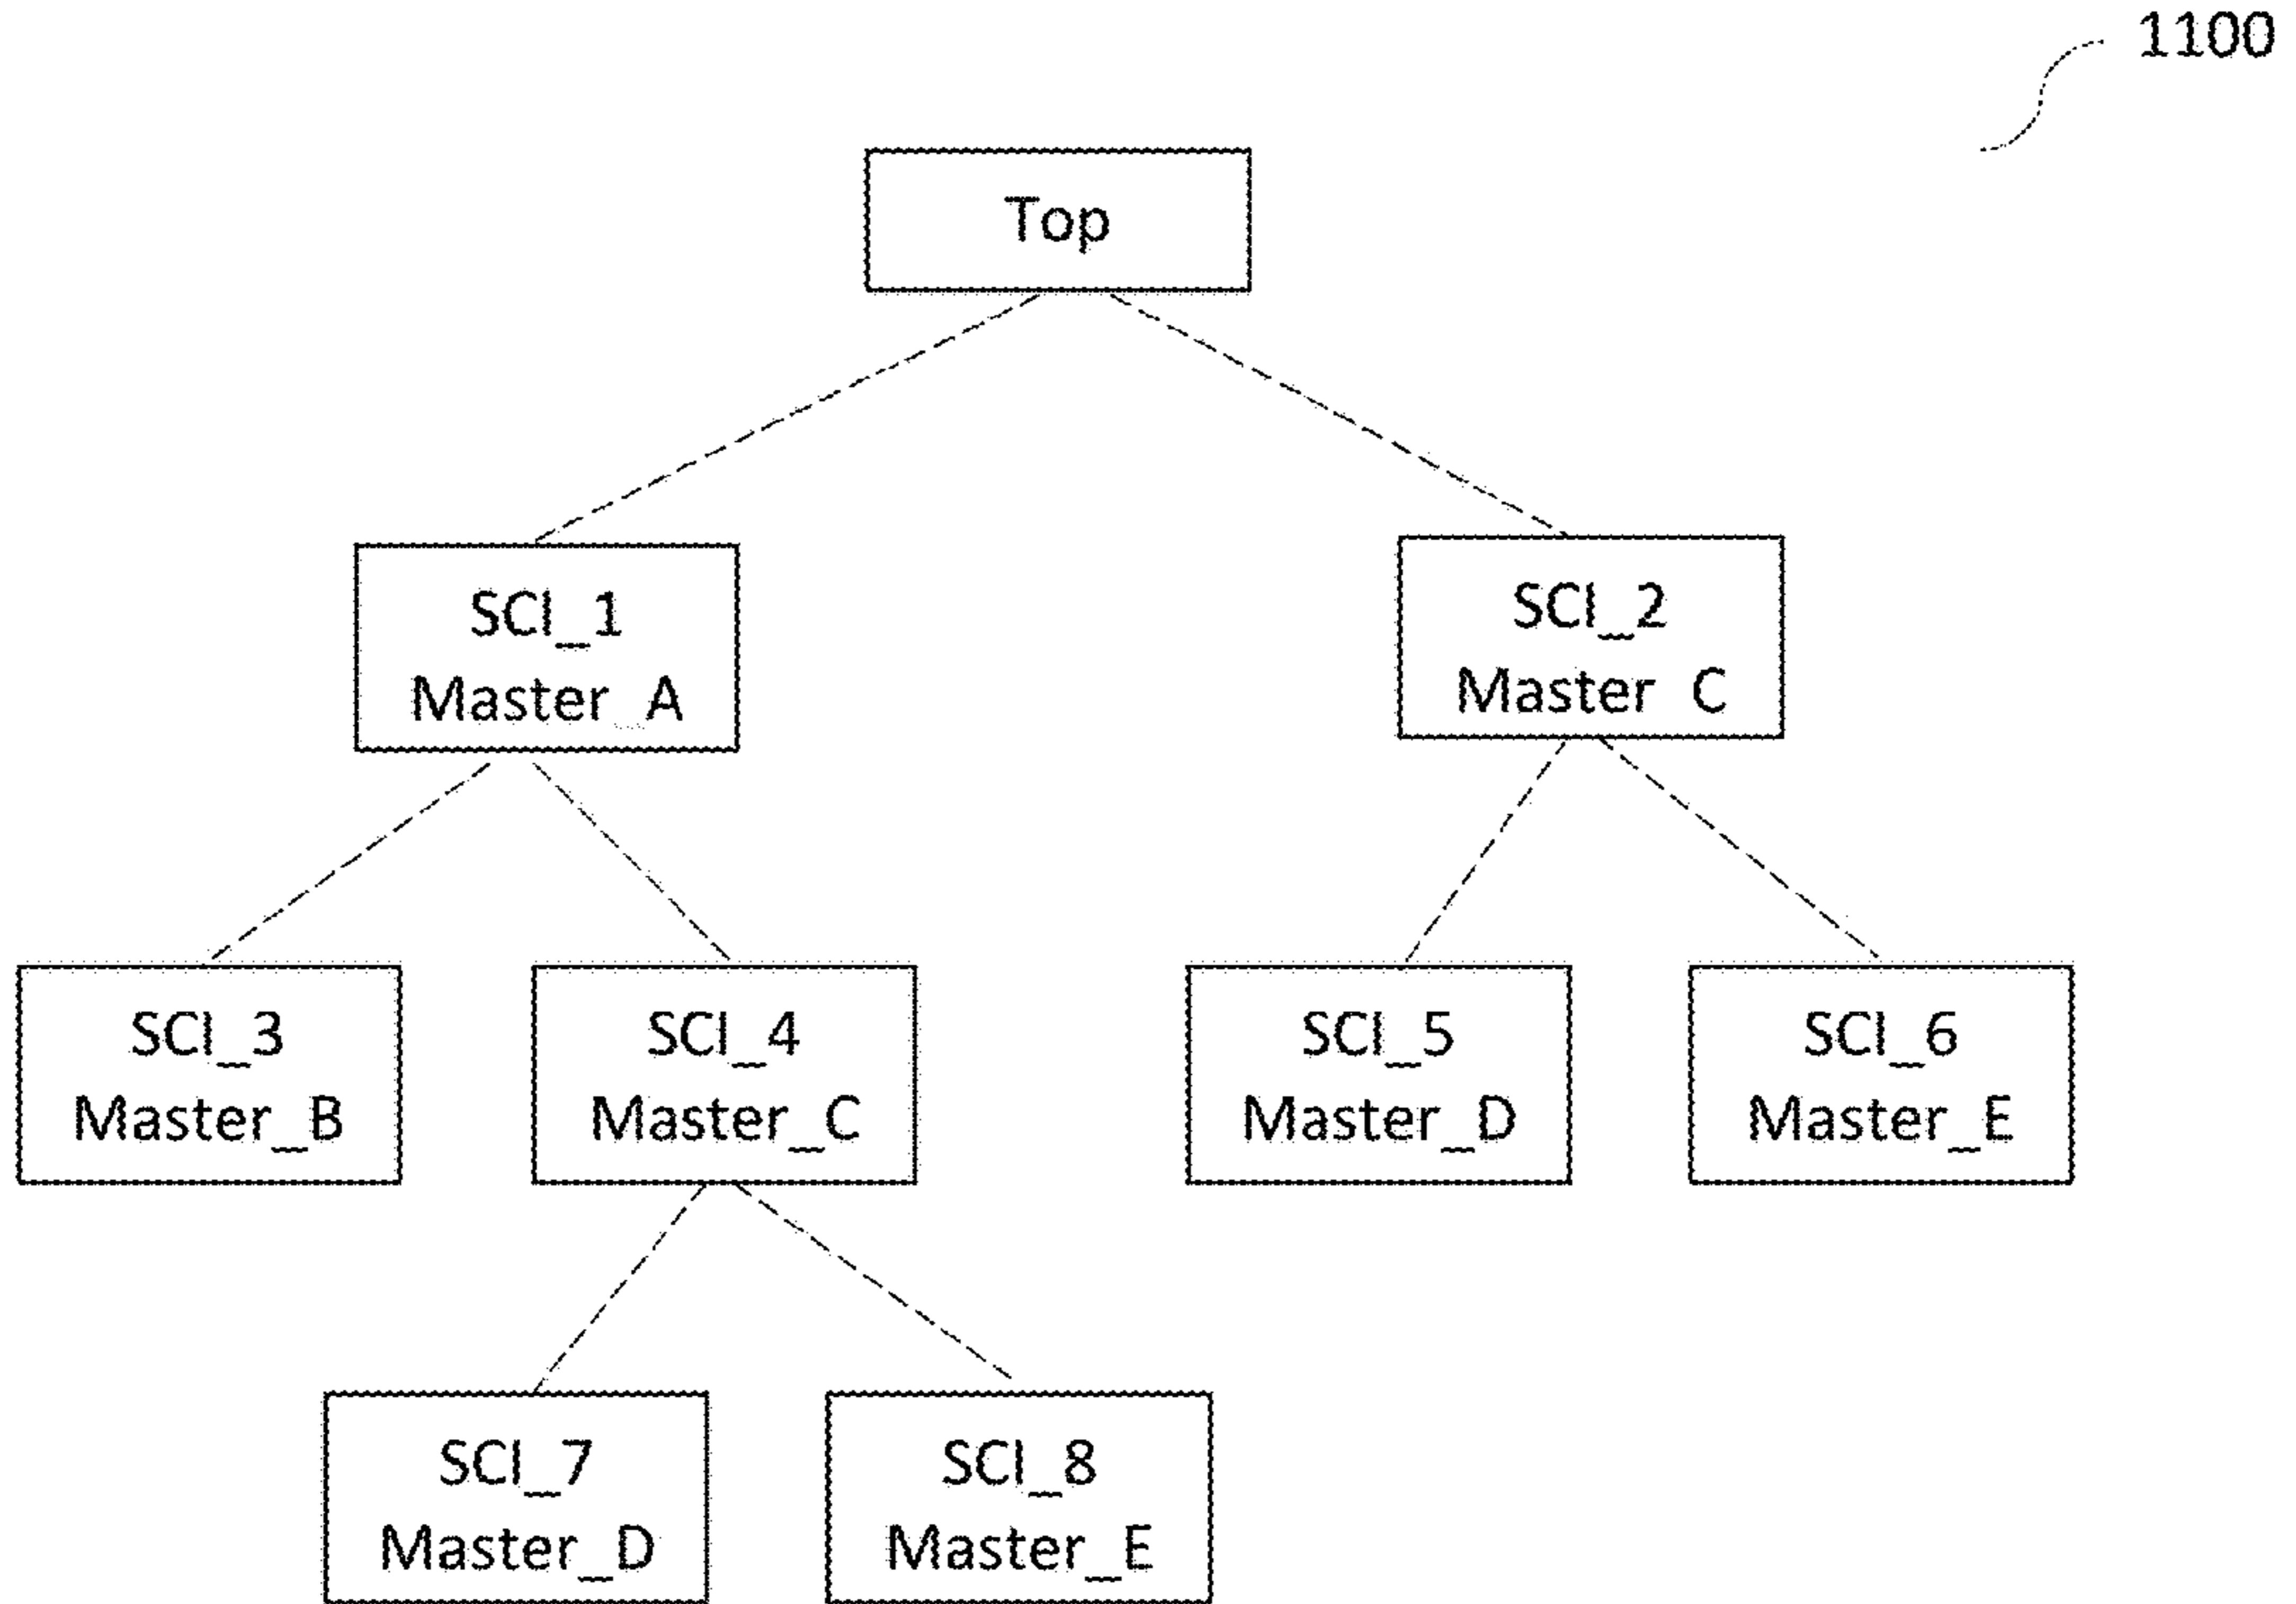 1100
Top
SCI_1
Master_A
SCI_2
Master_C
SCI_3
Master_B
SCI_4
Master_C
SCI_5
Master_D
SCI_6
Master_E
SCI_7
Master_D
SCI_8
Master_E